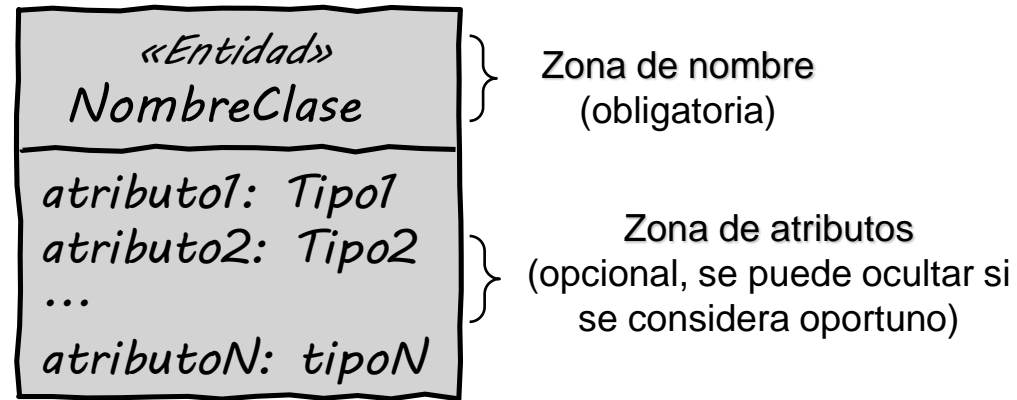 «Entidad»
NombreClase
Zona de nombre
(obligatoria)
atributo1: Tipo1
atributo2: Tipo2
...
atributoN: tipoN
Zona de atributos
(opcional, se puede ocultar si
se considera oportuno)